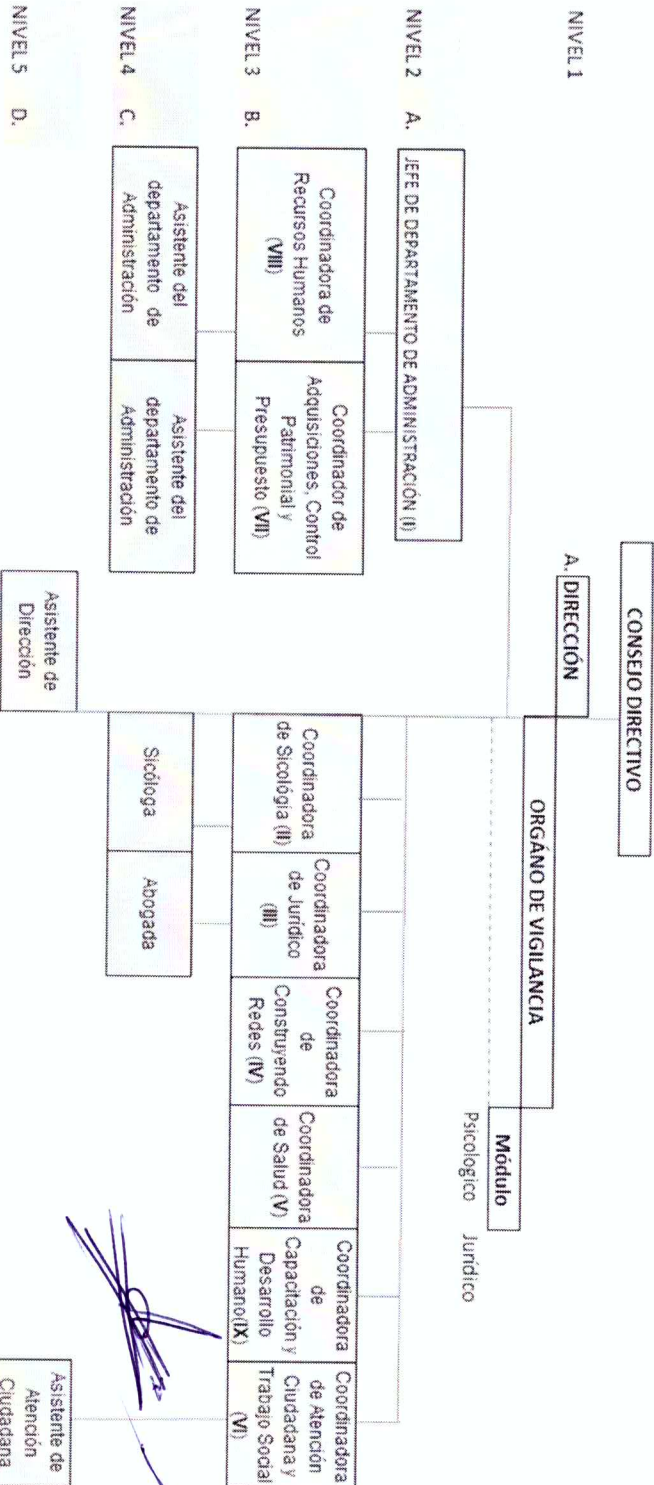 CONSEJO DIRECTIVO
NIVEL 1
A. DIRECCIÓN
ORGÁNO DE VIGILANCIA
Módulo
Psicologico Jurídico
NIVEL 2 A.
JEFE DE DEPARTAMENTO DE ADMINISTRACIÓN (I)
NIVEL 3 B.
Coordinadora de
Recursos Humanos
(VIII)
Coordinador de
Adquisiciones, Control
Patrimonial y
Presupuesto (VII)
Coordinadora
de Sicológia (II)
Coordinadora
de Jurídico
(III)
Coordinadora
de
Construyendo
Redes (IV)
Coordinadora
de Salud (V)
Coordinadora
de
Capacitación y
Desarrollo
Humano(IX)
Coordinadora
de Atención
Ciudadana y
Trabajo Social
(VI)
NIVEL 4 C.
Asistente del
departamento de
Administración
Asistente del
departamento de
Administración
Sicóloga
Abogada
NIVEL 5 D.
Asistente de
Dirección
Asistente de
Atención
Ciudadana